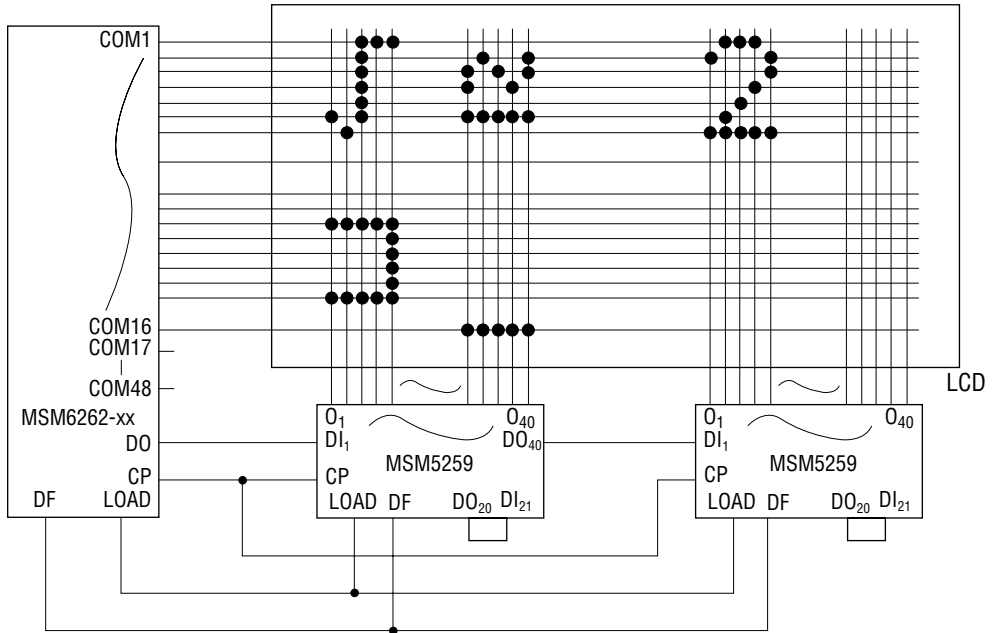 COM1
COM16
COM17
COM48
LCD
MSM6262-xx
DO
CP
DF LOAD
O1 O40
DI1 DO40
MSM5259
CP
LOAD DF DO20 DI21
O1 O40
DI1
MSM5259
CP
LOAD DF DO20 DI21